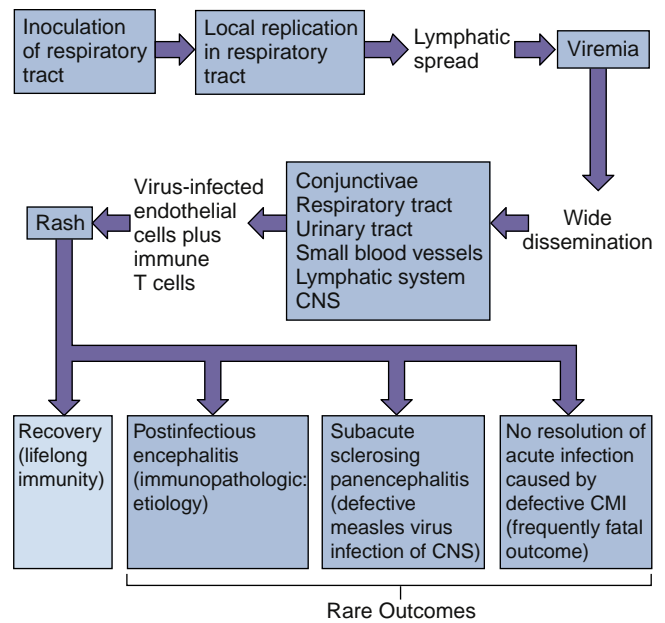 Inoculation
of respiratory
tract
Local replication
in respiratory
tract
Lymphatic
spread
Viremia
Wide
dissemination
Conjunctivae
Respiratory tract
Urinary tract
Small blood vessels
Lymphatic system
CNS
Virus-infected
endothelial
cells plus
immune
T cells
Rash
Recovery
(lifelong
immunity)
Postinfectious
encephalitis
(immunopathologic:
etiology)
Subacute
sclerosing
panencephalitis
(defective
measles virus
infection of CNS)
No resolution of
acute infection
caused by
defective CMI
(frequently fatal
outcome)
Rare Outcomes